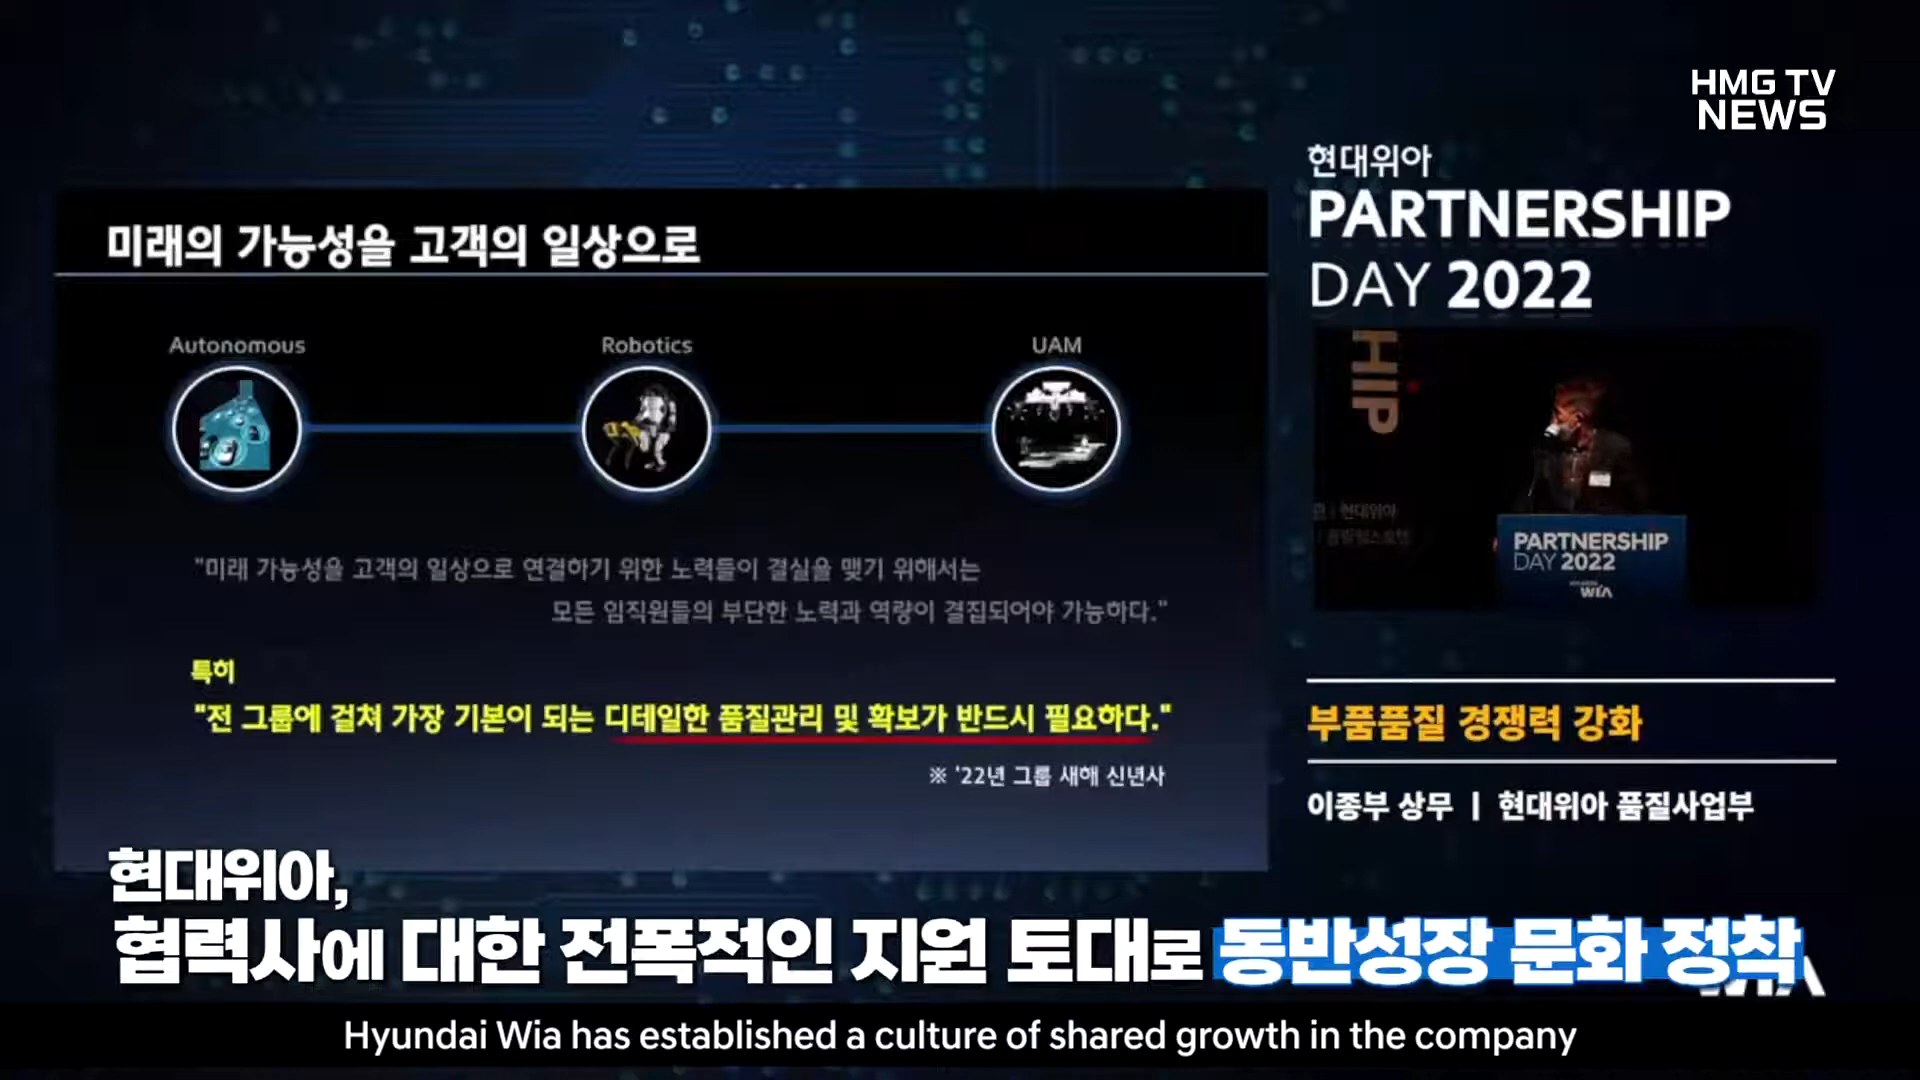 HMG TV
NEWS
현대위아
PARTNERSHIP
DAY 2022
미래의 가능성을 고객의 일상으로
Autonomous
Robotics
UAM
"미래 가능성을 고객의 일상으로 연결하기 위한 노력들이 결실을 맺기 위해서는
모든 임직원들의 부단한 노력과 역량이 결집되어야 가능하다."
특히
"전 그룹에 걸쳐 가장 기본이 되는 디테일한 품질관리 및 확보가 반드시 필요하다."
※ '22년 그룹 새해 신년사
HIP
현대위아
PARTNERSHIP
DAY 2022
WIA
부품품질 경쟁력 강화
이종부 상무 | 현대위아 품질사업부
현대위아,
협력사에 대한 전폭적인 지원 토대로 동반성장 문화 정착
WIA
Hyundai Wia has established a culture of shared growth in the company